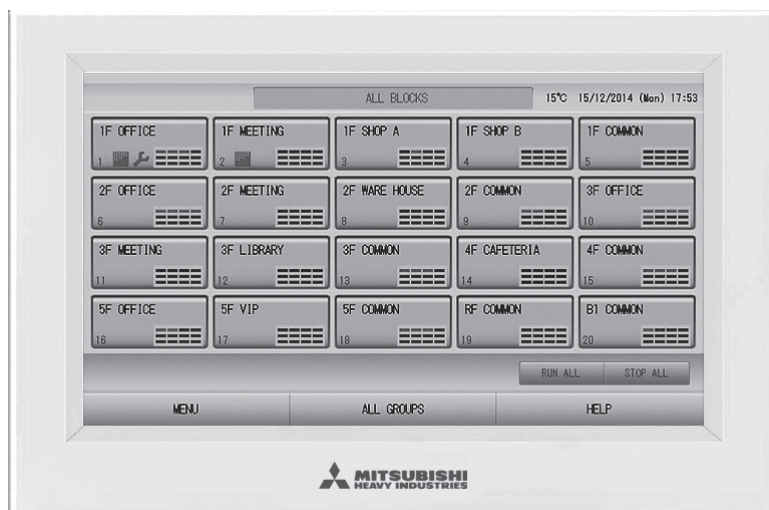 ALL BLOCKS 15°C 15/12/2014 (Mon) 17:53
1F OFFICE 1F MEETING 1F SHOP A 1F SHOP B 1F COMMON
1 2 3 4 5
2F OFFICE 2F MEETING 2F WARE HOUSE 2F COMMON 3F OFFICE
6 7 8 9 10
3F MEETING 3F LIBRARY 3F COMMON 4F CAFETERIA 4F COMMON
11 12 13 14 15
5F OFFICE 5F VIP 5F COMMON RF COMMON B1 COMMON
16 17 18 19 20
RUN ALL STOP ALL
MENU ALL GROUPS HELP
MITSUBISHI
HEAVY INDUSTRIES